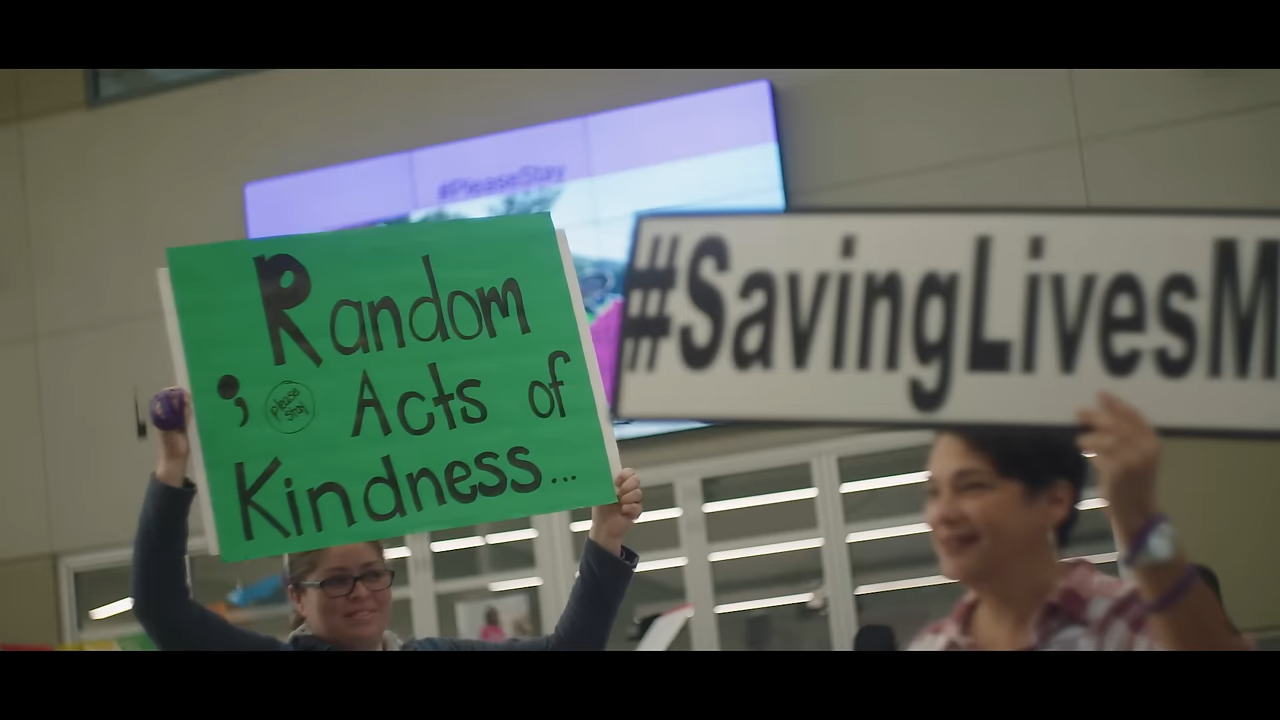 #PleaseStay
Random
; please stay Acts of
Kindness...
#SavingLivesM